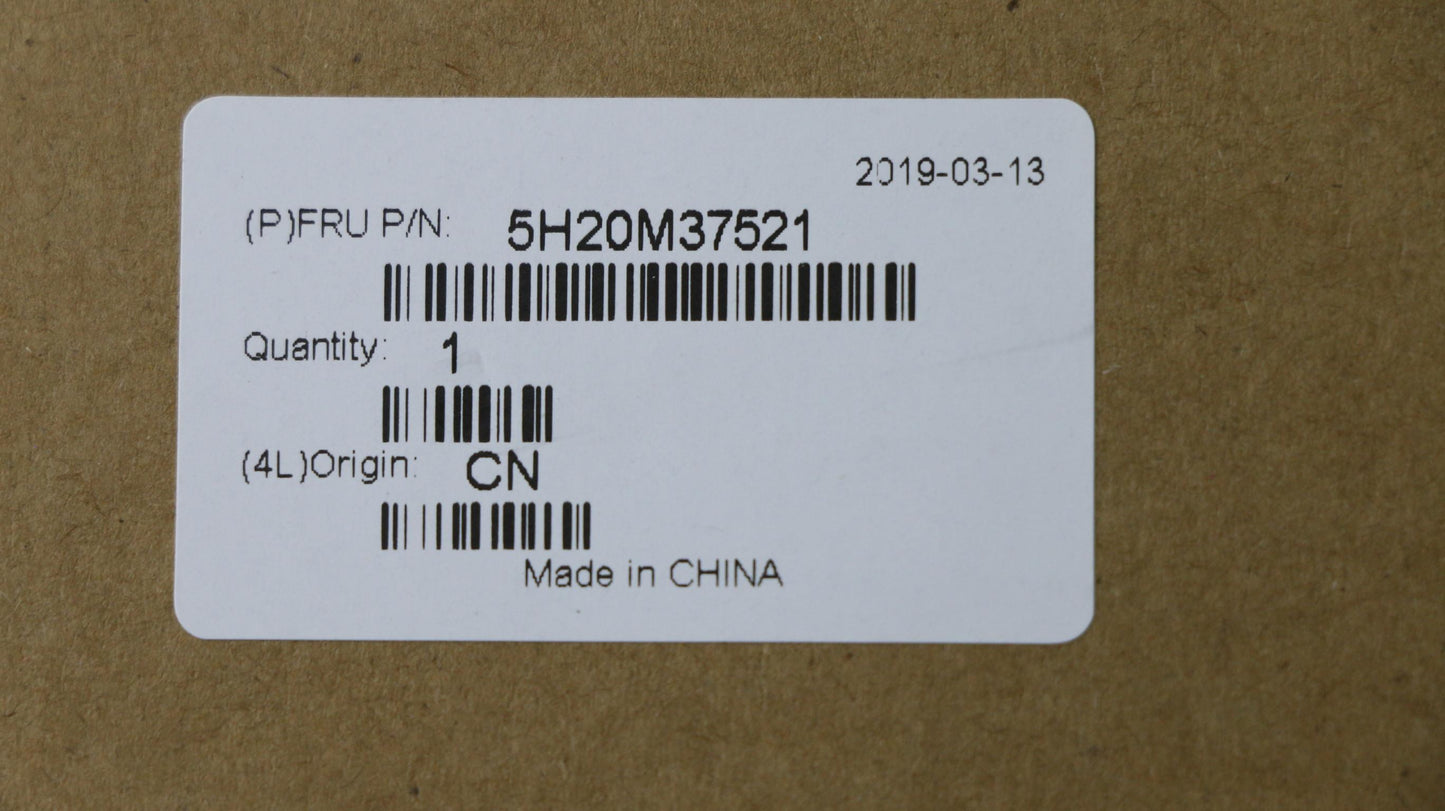 2019-03-13
(P)FRU P/N: 5H20M37521
Quantity: 1
(4L)Origin: CN
Made in CHINA